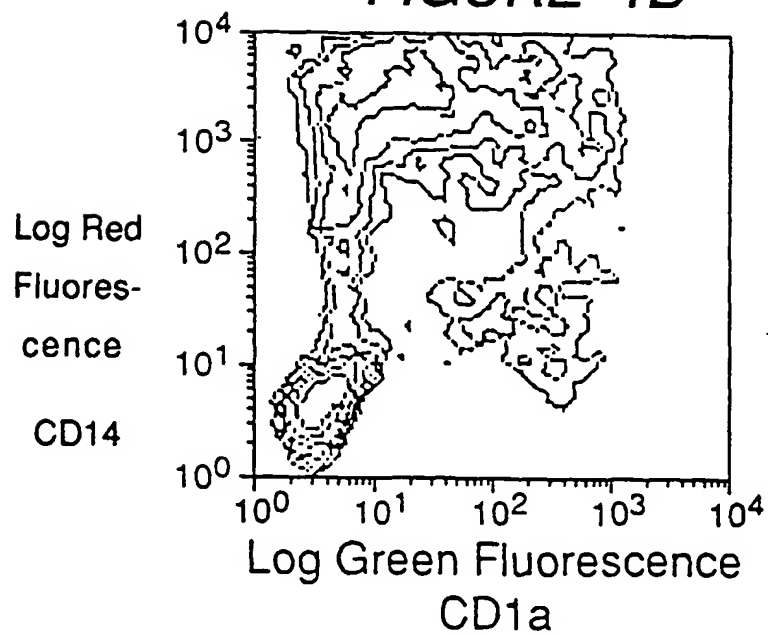 FIGURE
10⁴
10³
Log Red
10²
Fluores-
cence
10¹
CD14
10⁰
10⁰ 10¹ 10² 10³ 10⁴
Log Green Fluorescence
CD1a